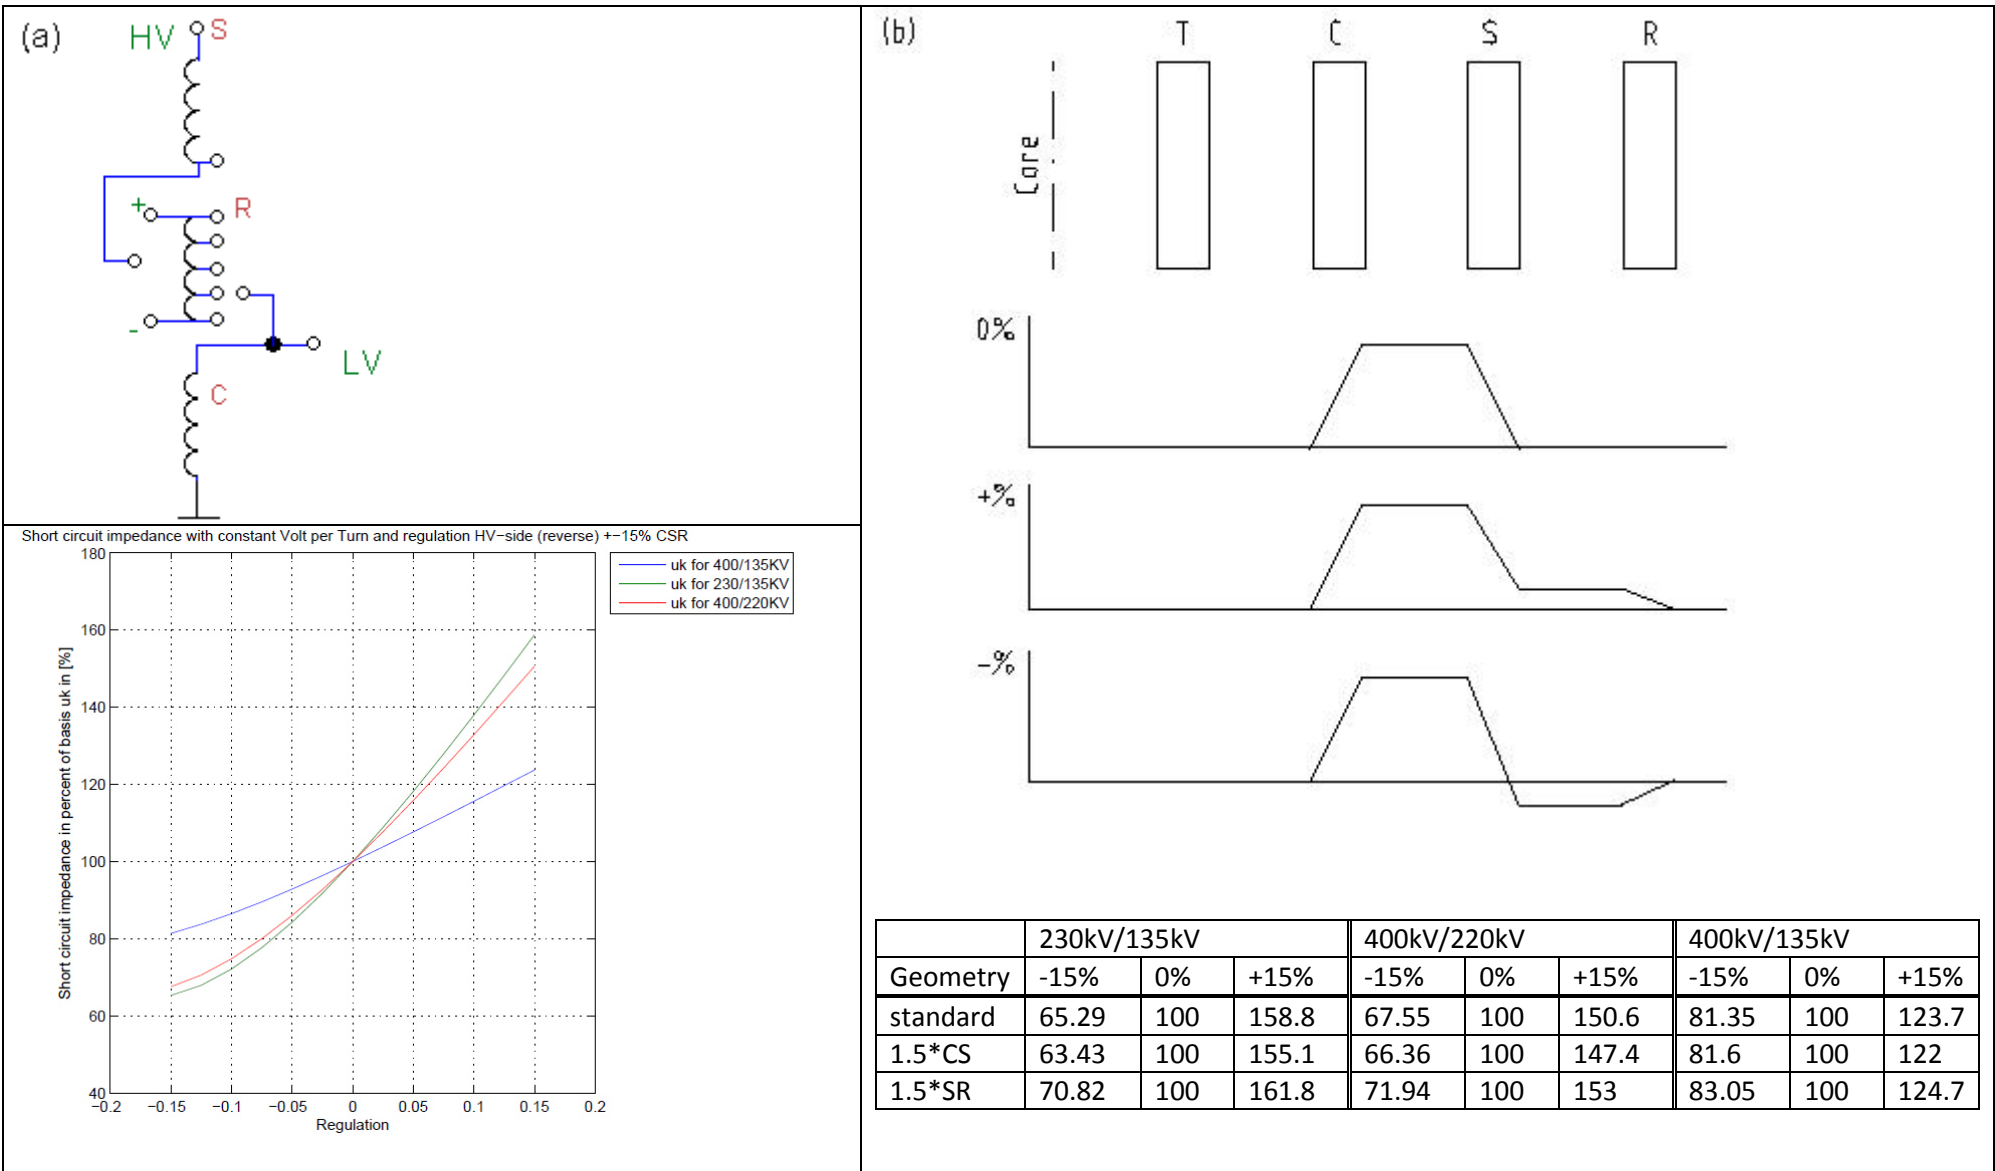 (a)
HV S
+
R
-
LV
C
Short circuit impedance with constant Volt per Turn and regulation HV−side (reverse) +−15% CSR
180
160
140
120
100
80
60
40
−0.2 −0.15 −0.1 −0.05 0 0.05 0.1 0.15 0.2
Regulation
Short circuit impedance in percent of basis uk in [%]
uk for 400/135KV
uk for 230/135KV
uk for 400/220KV
(b)
T C S R
Core
0%
+%
-%
230kV/135kV 400kV/220kV 400kV/135kV
Geometry -15% 0% +15% -15% 0% +15% -15% 0% +15%
standard 65.29 100 158.8 67.55 100 150.6 81.35 100 123.7
1.5*CS 63.43 100 155.1 66.36 100 147.4 81.6 100 122
1.5*SR 70.82 100 161.8 71.94 100 153 83.05 100 124.7